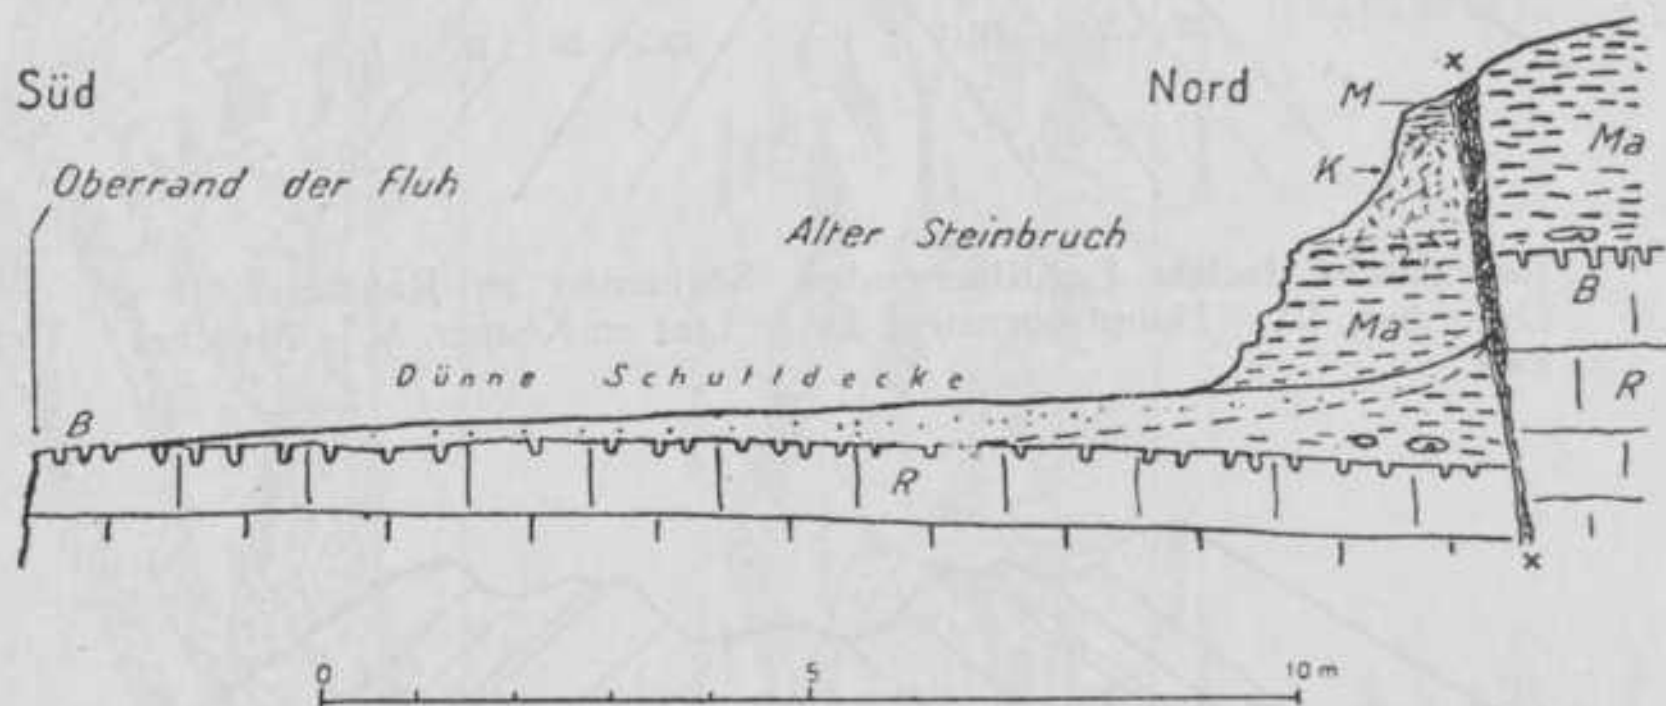 Süd
Nord
Oberrand der Fluh
Alter Steinbruch
Dünne Schuttdecke
x
M
K
Ma
Ma
B
R
B
R
x
0 5 10 m